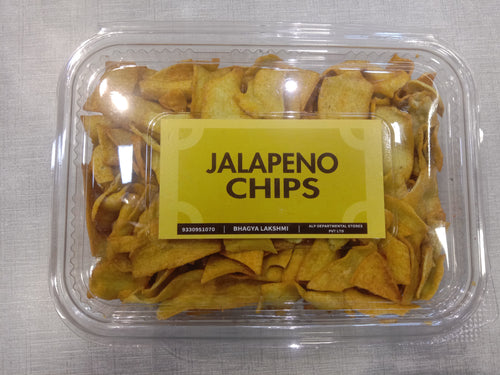 JALAPENO
CHIPS
9330951070 | BHAGYA LAKSHMI | ALP DEPARTMENTAL STORES
PVT LTD